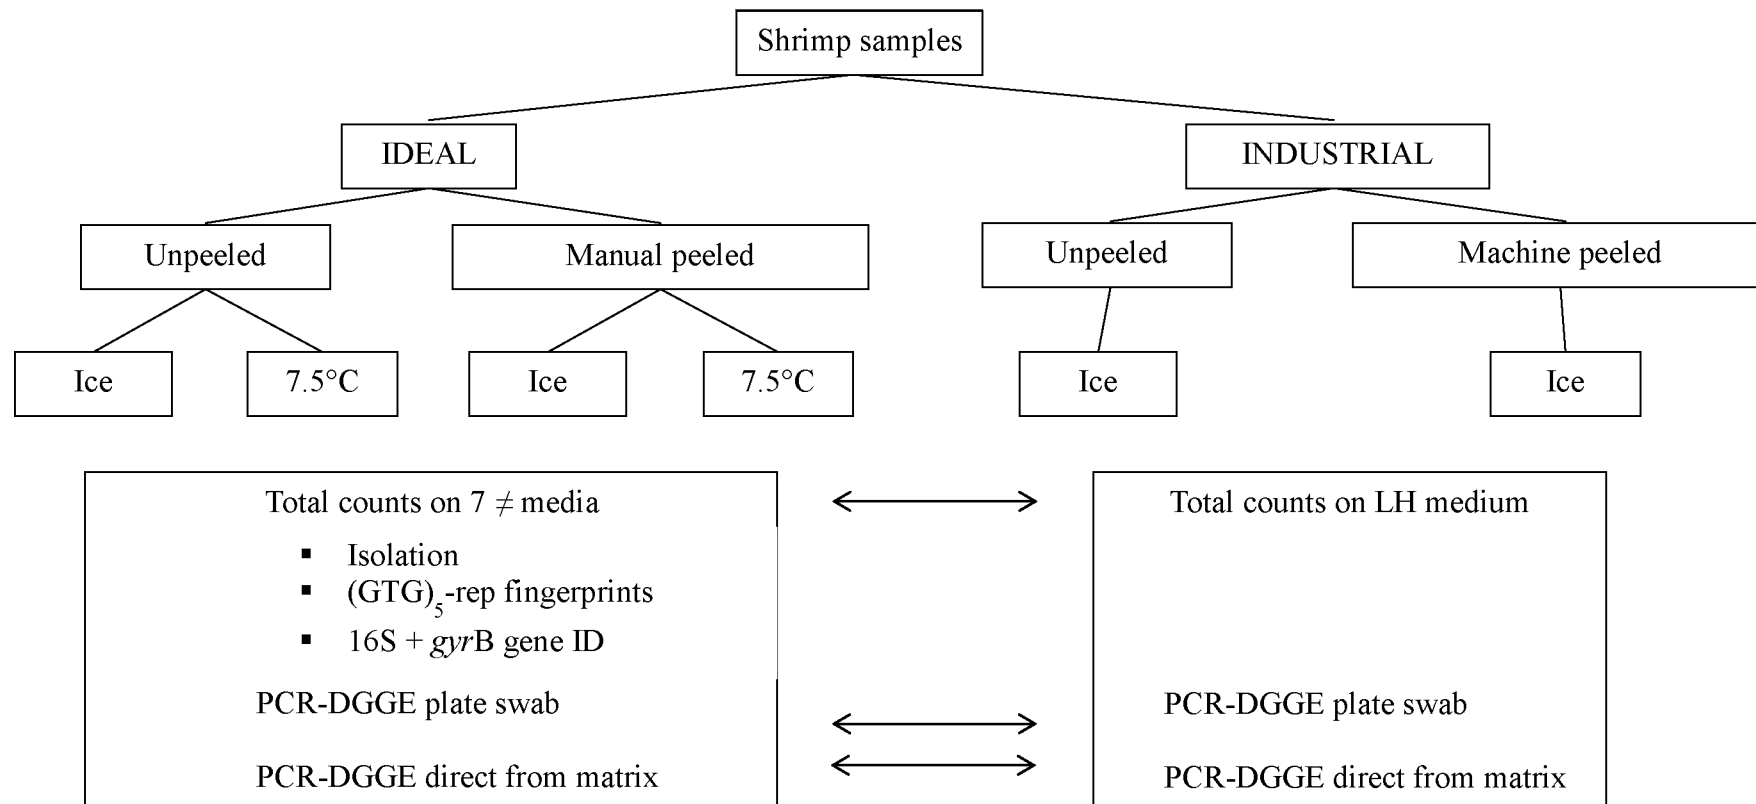 Shrimp samples
IDEAL
INDUSTRIAL
Unpeeled
Manual peeled
Unpeeled
Machine peeled
Ice
7.5°C
Ice
7.5°C
Ice
Ice
Total counts on 7 ≠ media
▪ Isolation
▪ (GTG)5-rep fingerprints
▪ 16S + gyrB gene ID
PCR-DGGE plate swab
PCR-DGGE direct from matrix
Total counts on LH medium
PCR-DGGE plate swab
PCR-DGGE direct from matrix